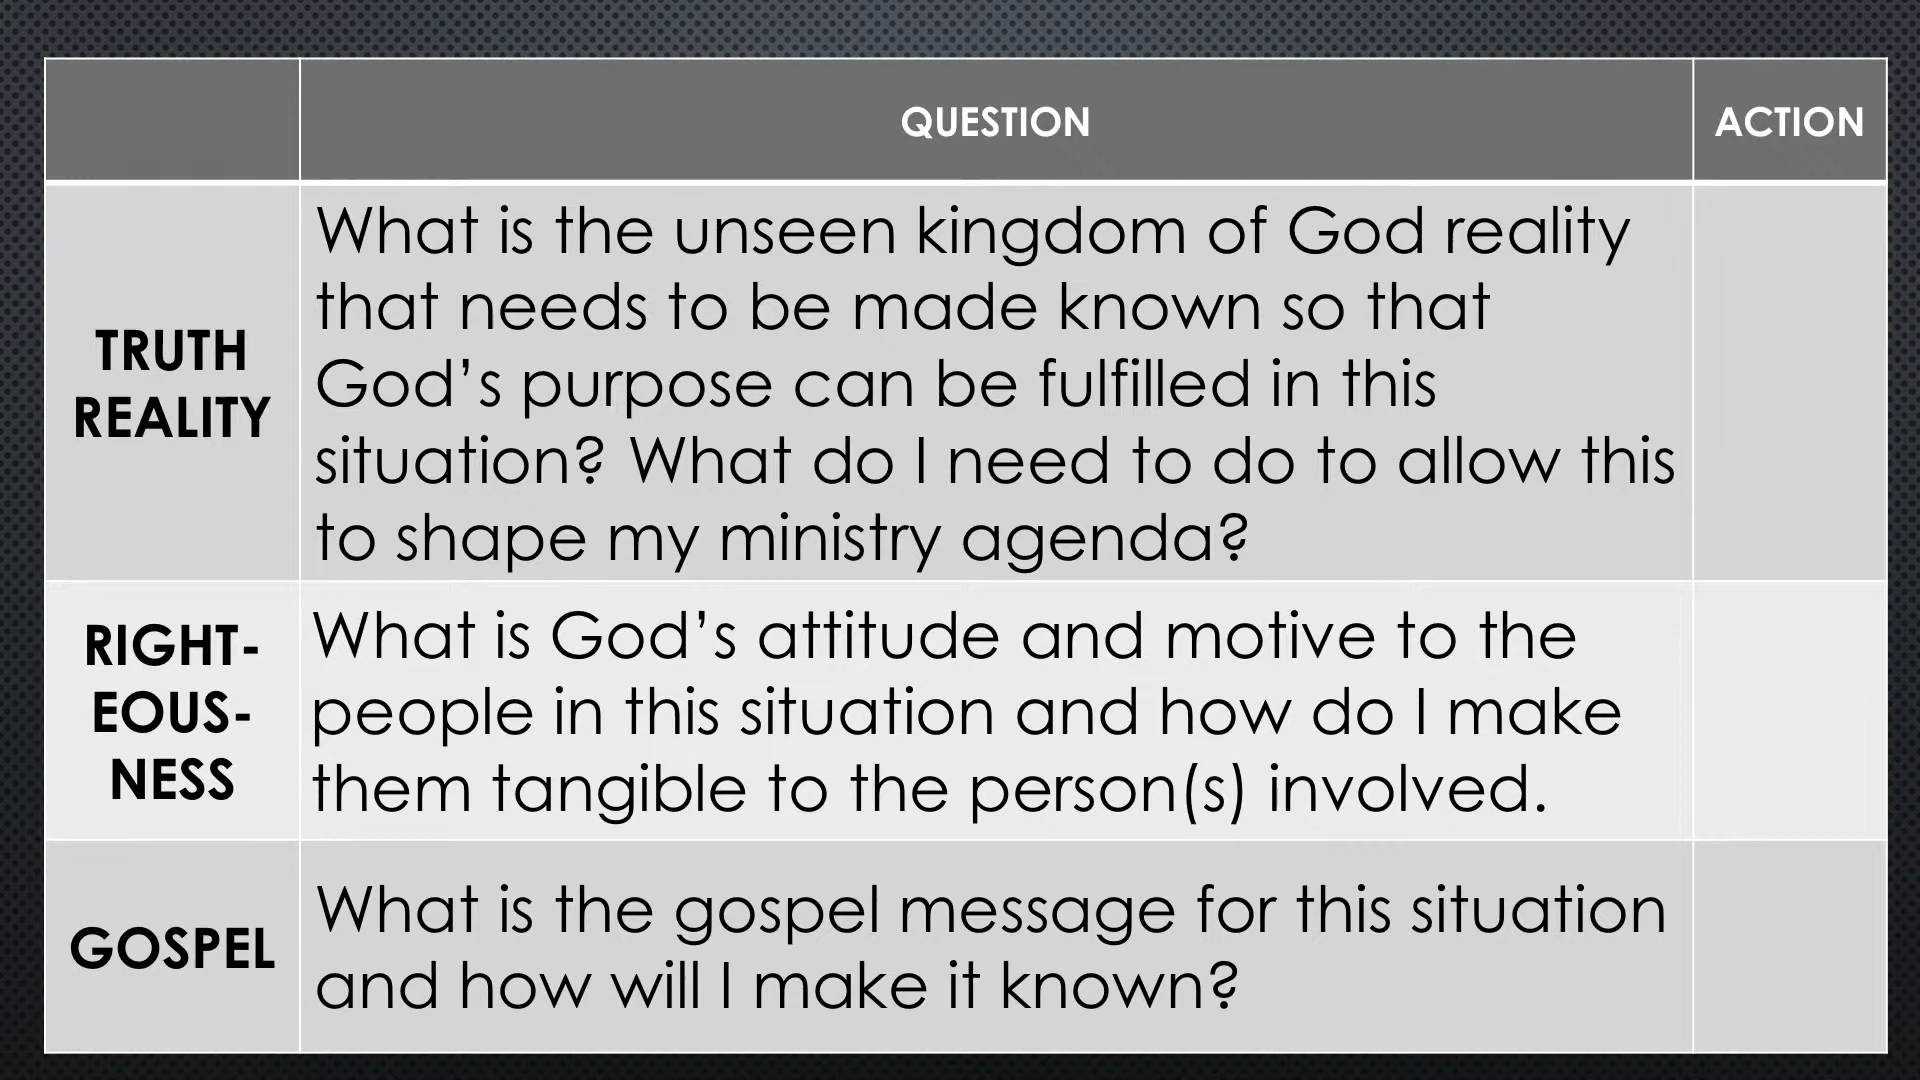 QUESTION
ACTION
TRUTH
REALITY
What is the unseen kingdom of God reality
that needs to be made known so that
God’s purpose can be fulfilled in this
situation? What do I need to do to allow this
to shape my ministry agenda?
RIGHT-
EOUS-
NESS
What is God’s attitude and motive to the
people in this situation and how do I make
them tangible to the person(s) involved.
GOSPEL
What is the gospel message for this situation
and how will I make it known?